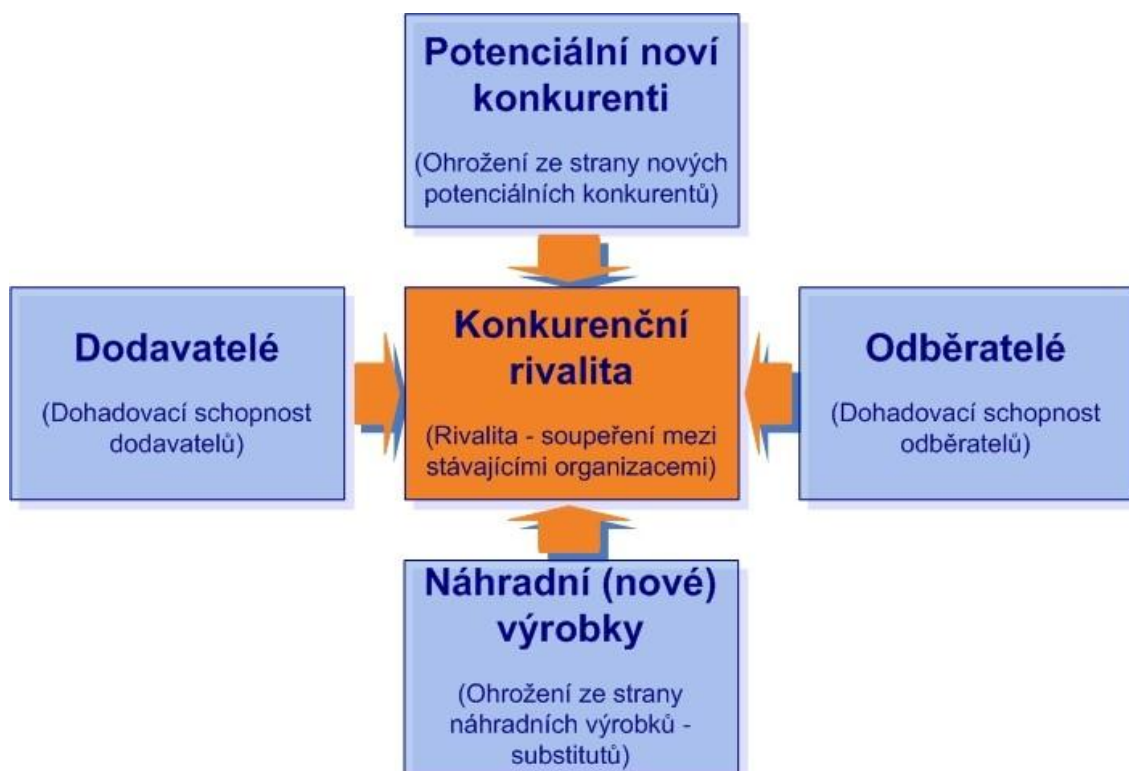 Potenciální noví
konkurenti
(Ohrožení ze strany nových
potenciálních konkurentů)
Dodavatelé
(Dohadovací schopnost
dodavatelů)
Konkurenční
rivalita
(Rivalita - soupeření mezi
stávajícími organizacemi)
Odběratelé
(Dohadovací schopnost
odběratelů)
Náhradní (nové)
výrobky
(Ohrožení ze strany
náhradních výrobků -
substitutů)